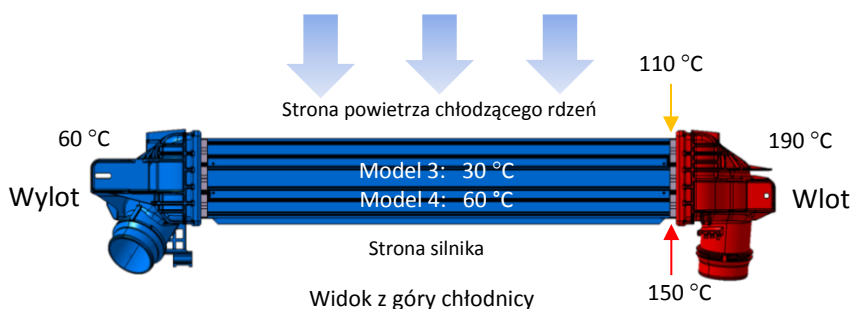 110 °C
Strona powietrza chłodzącego rdzeń
60 °C
190 °C
Model 3: 30 °C
Wylot
Model 4: 60 °C
Wlot
Strona silnika
150 °C
Widok z góry chłodnicy